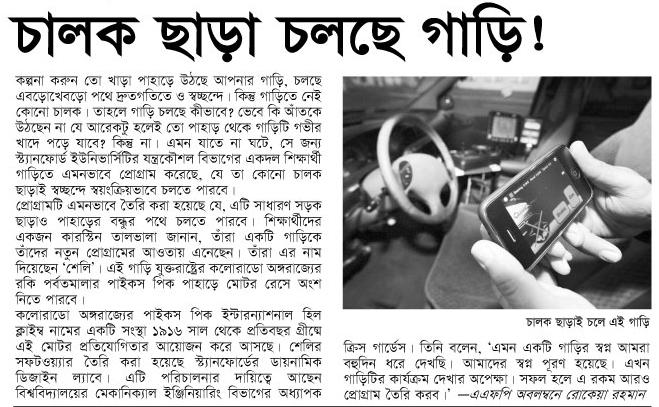 চালক ছাড়া চলছে গাড়ি!
কল্পনা করুন তো খাড়া পাহাড়ে উঠছে আপনার গাড়ি, চলছে
এবড়োখেবড়ো পথে দ্রুতগতিতে ও স্বচ্ছন্দে। কিন্তু গাড়িতে নেই
কোনো চালক। তাহলে গাড়ি চলছে কীভাবে? ভেবে কি আঁতকে
উঠছেন না যে আরেকটু হলেই তো পাহাড় থেকে গাড়িটি গভীর
খাদে পড়ে যাবে? কিন্তু না। এমন যাতে না ঘটে, সে জন্য
স্ট্যানফোর্ড ইউনিভার্সিটির যন্ত্রকৌশল বিভাগের একদল শিক্ষার্থী
গাড়িতে এমনভাবে প্রোগ্রাম করেছে, যে তা কোনো চালক
ছাড়াই স্বচ্ছন্দে স্বয়ংক্রিয়ভাবে চলতে পারবে।
প্রোগ্রামটি এমনভাবে তৈরি করা হয়েছে যে, এটি সাধারণ সড়ক
ছাড়াও পাহাড়ের বন্ধুর পথে চলতে পারবে। শিক্ষার্থীদের
একজন কারস্টিন তালভালা জানান, তাঁরা একটি গাড়িকে
তাঁদের নতুন প্রোগ্রামের আওতায় এনেছেন। তাঁরা এর নাম
দিয়েছেন ‘শেলি’। এই গাড়ি যুক্তরাষ্ট্রের কলোরাডো অঙ্গরাজ্যের
রকি পর্বতমালার পাইকস পিক পাহাড়ে মোটর রেসে অংশ
নিতে পারবে।
কলোরাডো অঙ্গরাজ্যের পাইকস পিক ইন্টারন্যাশনাল হিল
ক্লাইম্ব নামের একটি সংস্থা ১৯১৬ সাল থেকে প্রতিবছর গ্রীষ্মে
এই মোটর প্রতিযোগিতার আয়োজন করে আসছে। শেলির
সফটওয়্যার তৈরি করা হয়েছে স্ট্যানফোর্ডের ডায়নামিক
ডিজাইন ল্যাবে। এটি পরিচালনার দায়িত্বে আছেন
বিশ্ববিদ্যালয়ের মেকানিক্যাল ইঞ্জিনিয়ারিং বিভাগের অধ্যাপক
চালক ছাড়াই চলে এই গাড়ি
ক্রিস গার্ডেস। তিনি বলেন, ‘এমন একটি গাড়ির স্বপ্ন আমরা
বহুদিন ধরে দেখছি। আমাদের স্বপ্ন পূরণ হয়েছে। এখন
গাড়িটির কার্যক্রম দেখার অপেক্ষা। সফল হলে এ রকম আরও
প্রোগ্রাম তৈরি করব।’ —এএফপি অবলম্বনে রোকেয়া রহমান